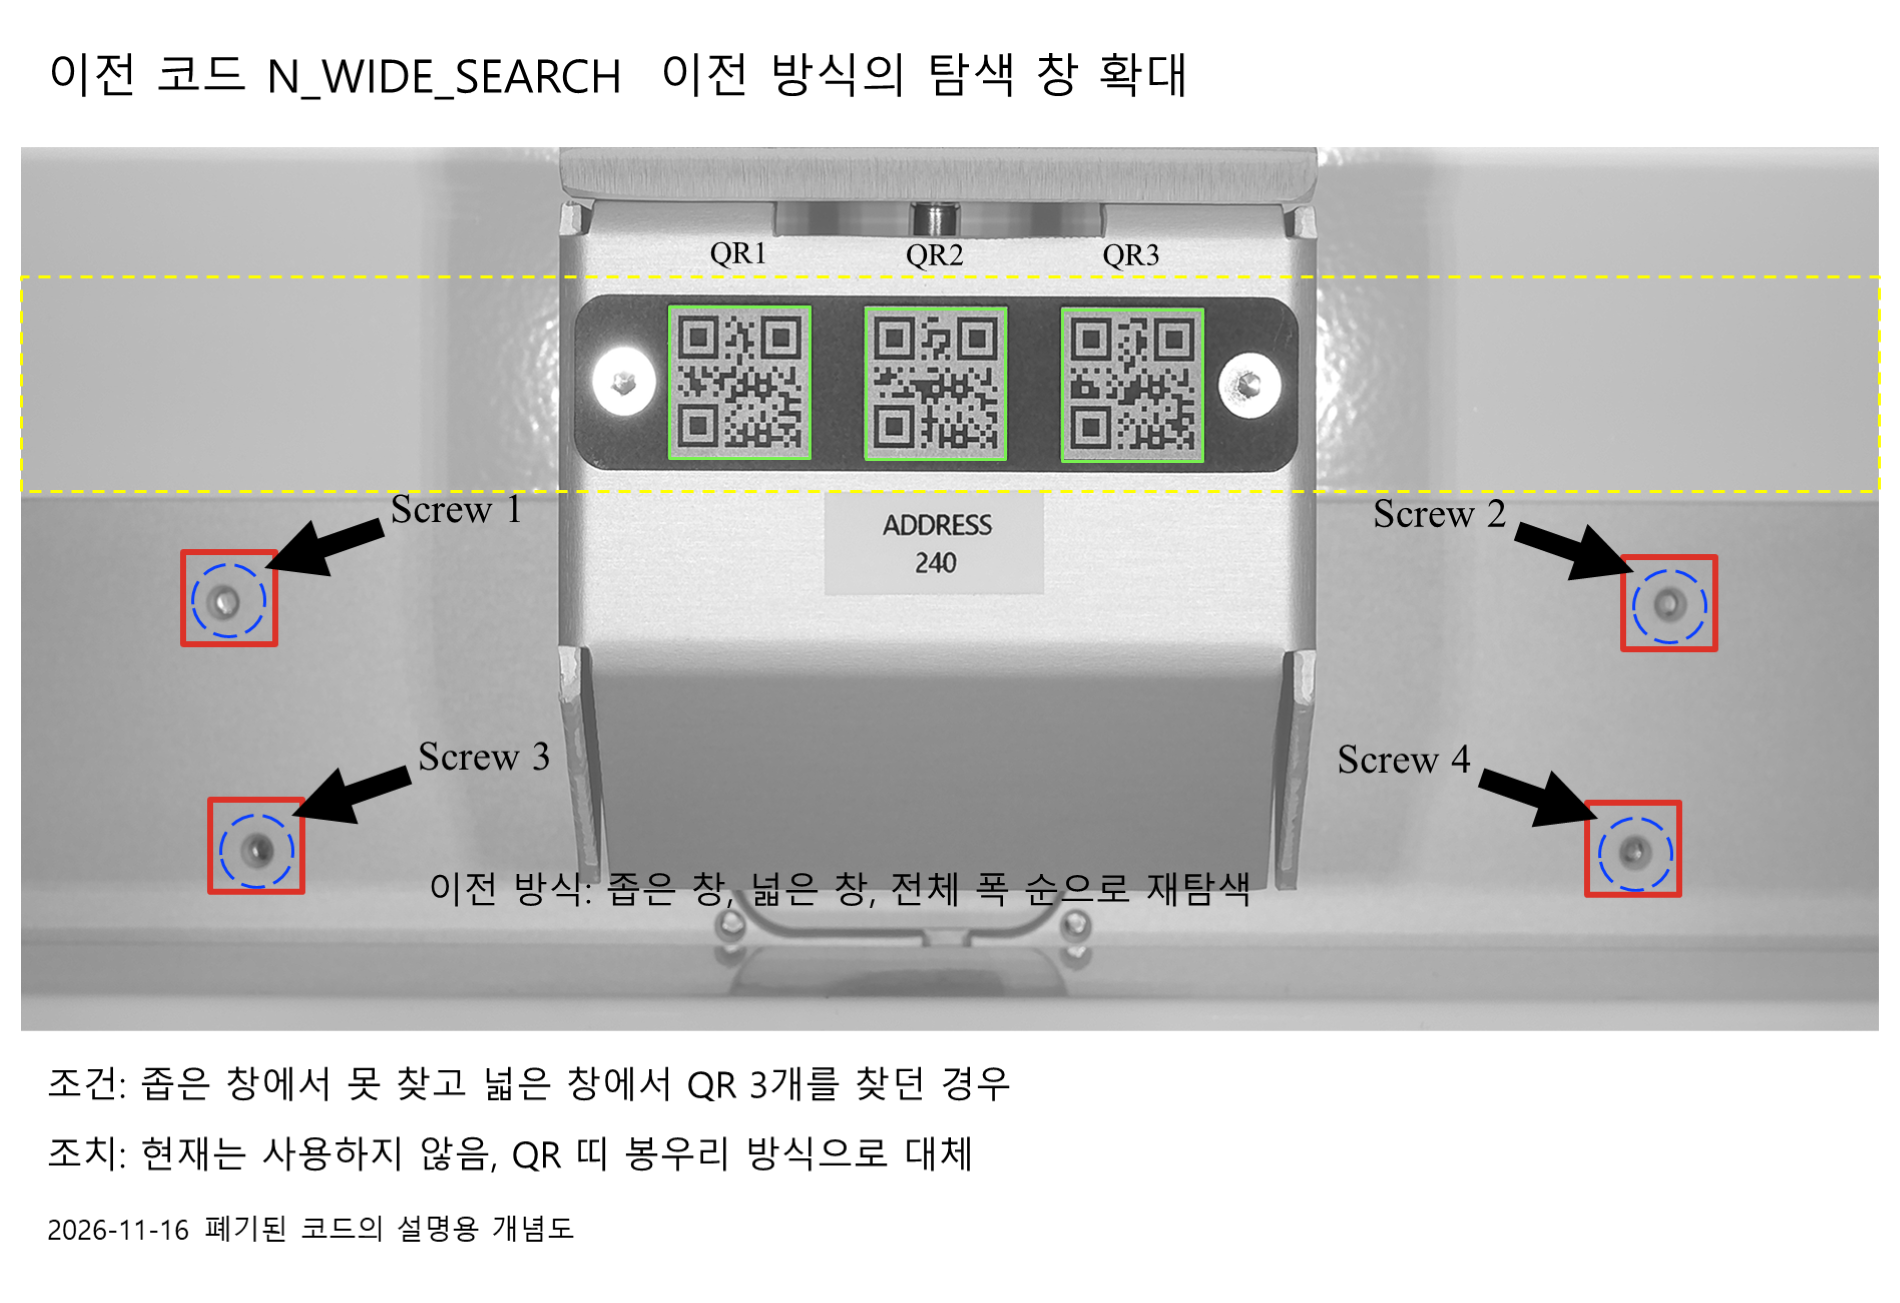 이전 코드 N_WIDE_SEARCH 이전 방식의 탐색 창 확대
QR1 QR2 QR3
Screw 1
Screw 2
ADDRESS
240
Screw 3
Screw 4
이전 방식: 좁은 창, 넓은 창, 전체 폭 순으로 재탐색
조건: 좁은 창에서 못 찾고 넓은 창에서 QR 3개를 찾던 경우
조치: 현재는 사용하지 않음, QR 띠 봉우리 방식으로 대체
2026-11-16 폐기된 코드의 설명용 개념도